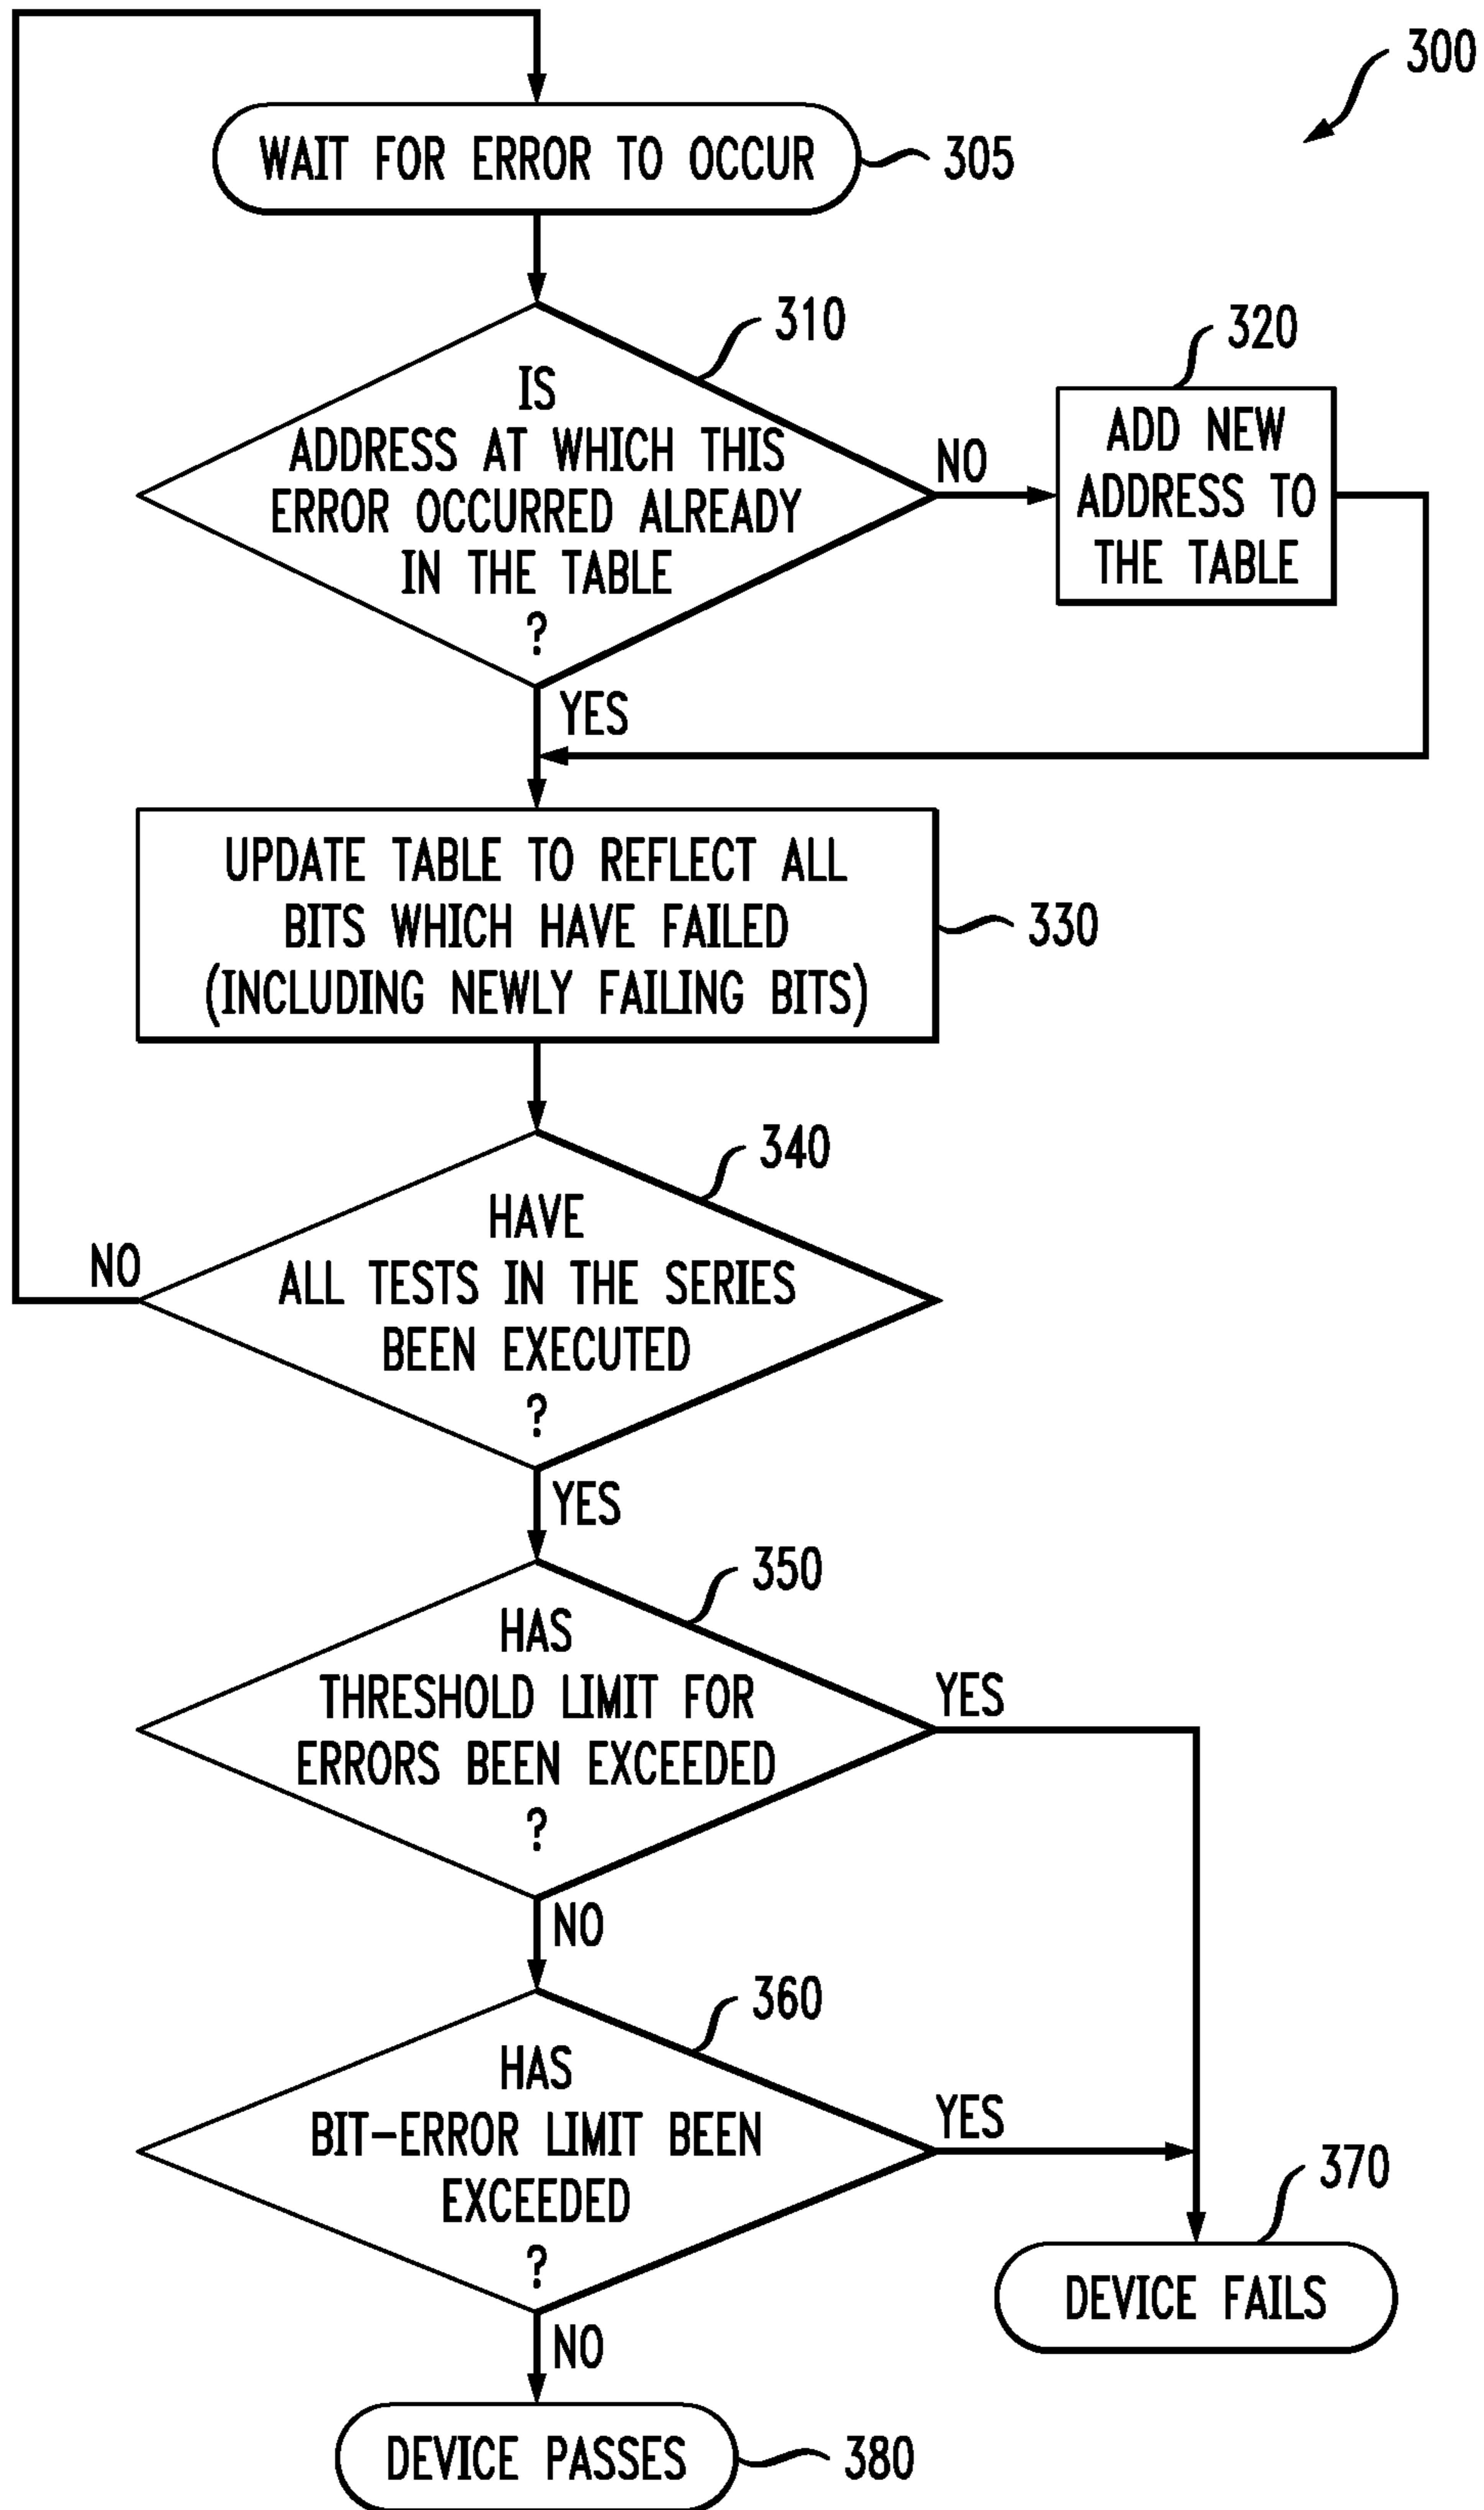 300
WAIT FOR ERROR TO OCCUR
305
310
IS
ADDRESS AT WHICH THIS
ERROR OCCURRED ALREADY
IN THE TABLE
?
NO
320
ADD NEW
ADDRESS TO
THE TABLE
YES
UPDATE TABLE TO REFLECT ALL
BITS WHICH HAVE FAILED
(INCLUDING NEWLY FAILING BITS)
330
340
HAVE
ALL TESTS IN THE SERIES
BEEN EXECUTED
?
NO
YES
350
HAS
THRESHOLD LIMIT FOR
ERRORS BEEN EXCEEDED
?
YES
NO
360
HAS
BIT-ERROR LIMIT BEEN
EXCEEDED
?
YES
370
DEVICE FAILS
NO
DEVICE PASSES
380